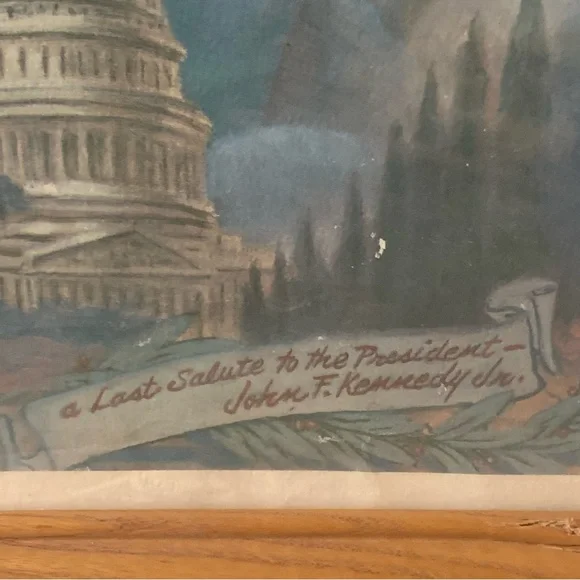 a Last Salute to the President –
John F. Kennedy Jr.